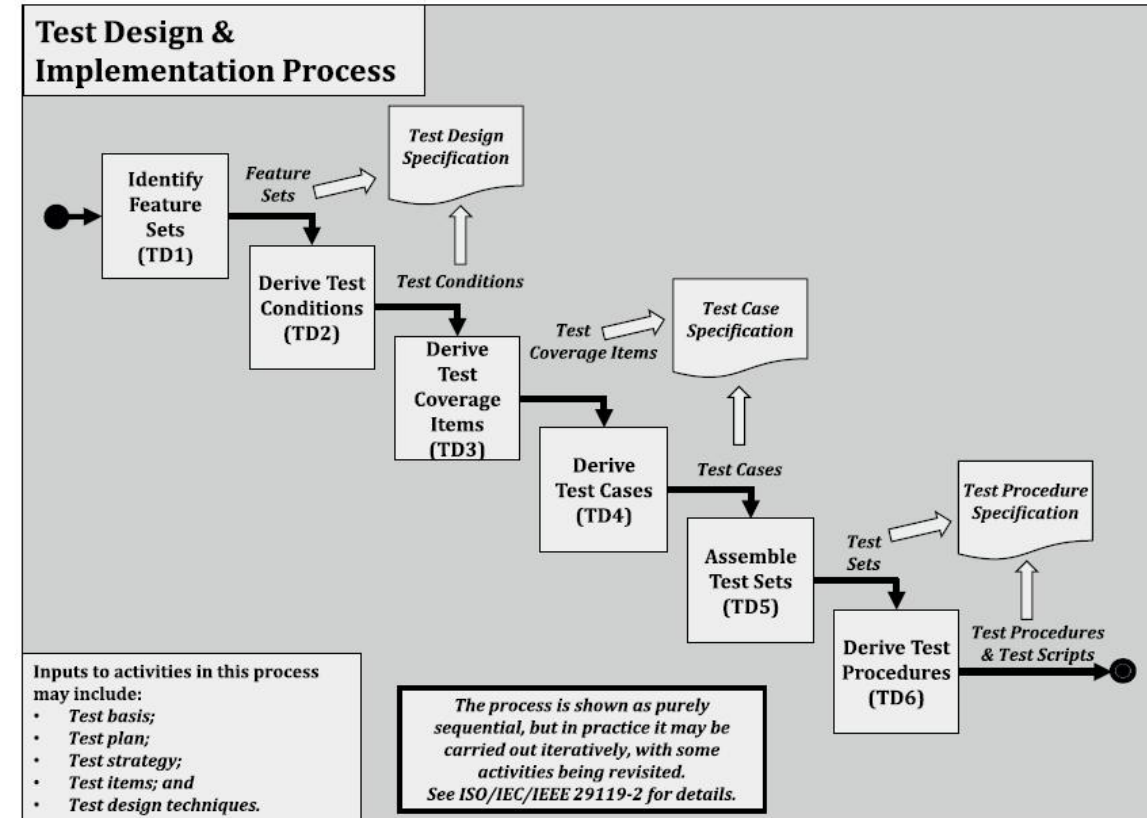 Test Design &
Implementation Process
Test Design
Specification
Identify
Feature
Sets
(TD1)
Feature
Sets
Derive Test
Conditions
(TD2)
Test Conditions
Test Case
Specification
Test
Coverage Items
Derive
Test
Coverage
Items
(TD3)
Derive
Test Cases
(TD4)
Test Cases
Test Procedure
Specification
Assemble
Test Sets
(TD5)
Test
Sets
Derive Test
Procedures
(TD6)
Test Procedures
& Test Scripts
Inputs to activities in this process
may include:
• Test basis;
• Test plan;
• Test strategy;
• Test items; and
• Test design techniques.
The process is shown as purely
sequential, but in practice it may be
carried out iteratively, with some
activities being revisited.
See ISO/IEC/IEEE 29119-2 for details.